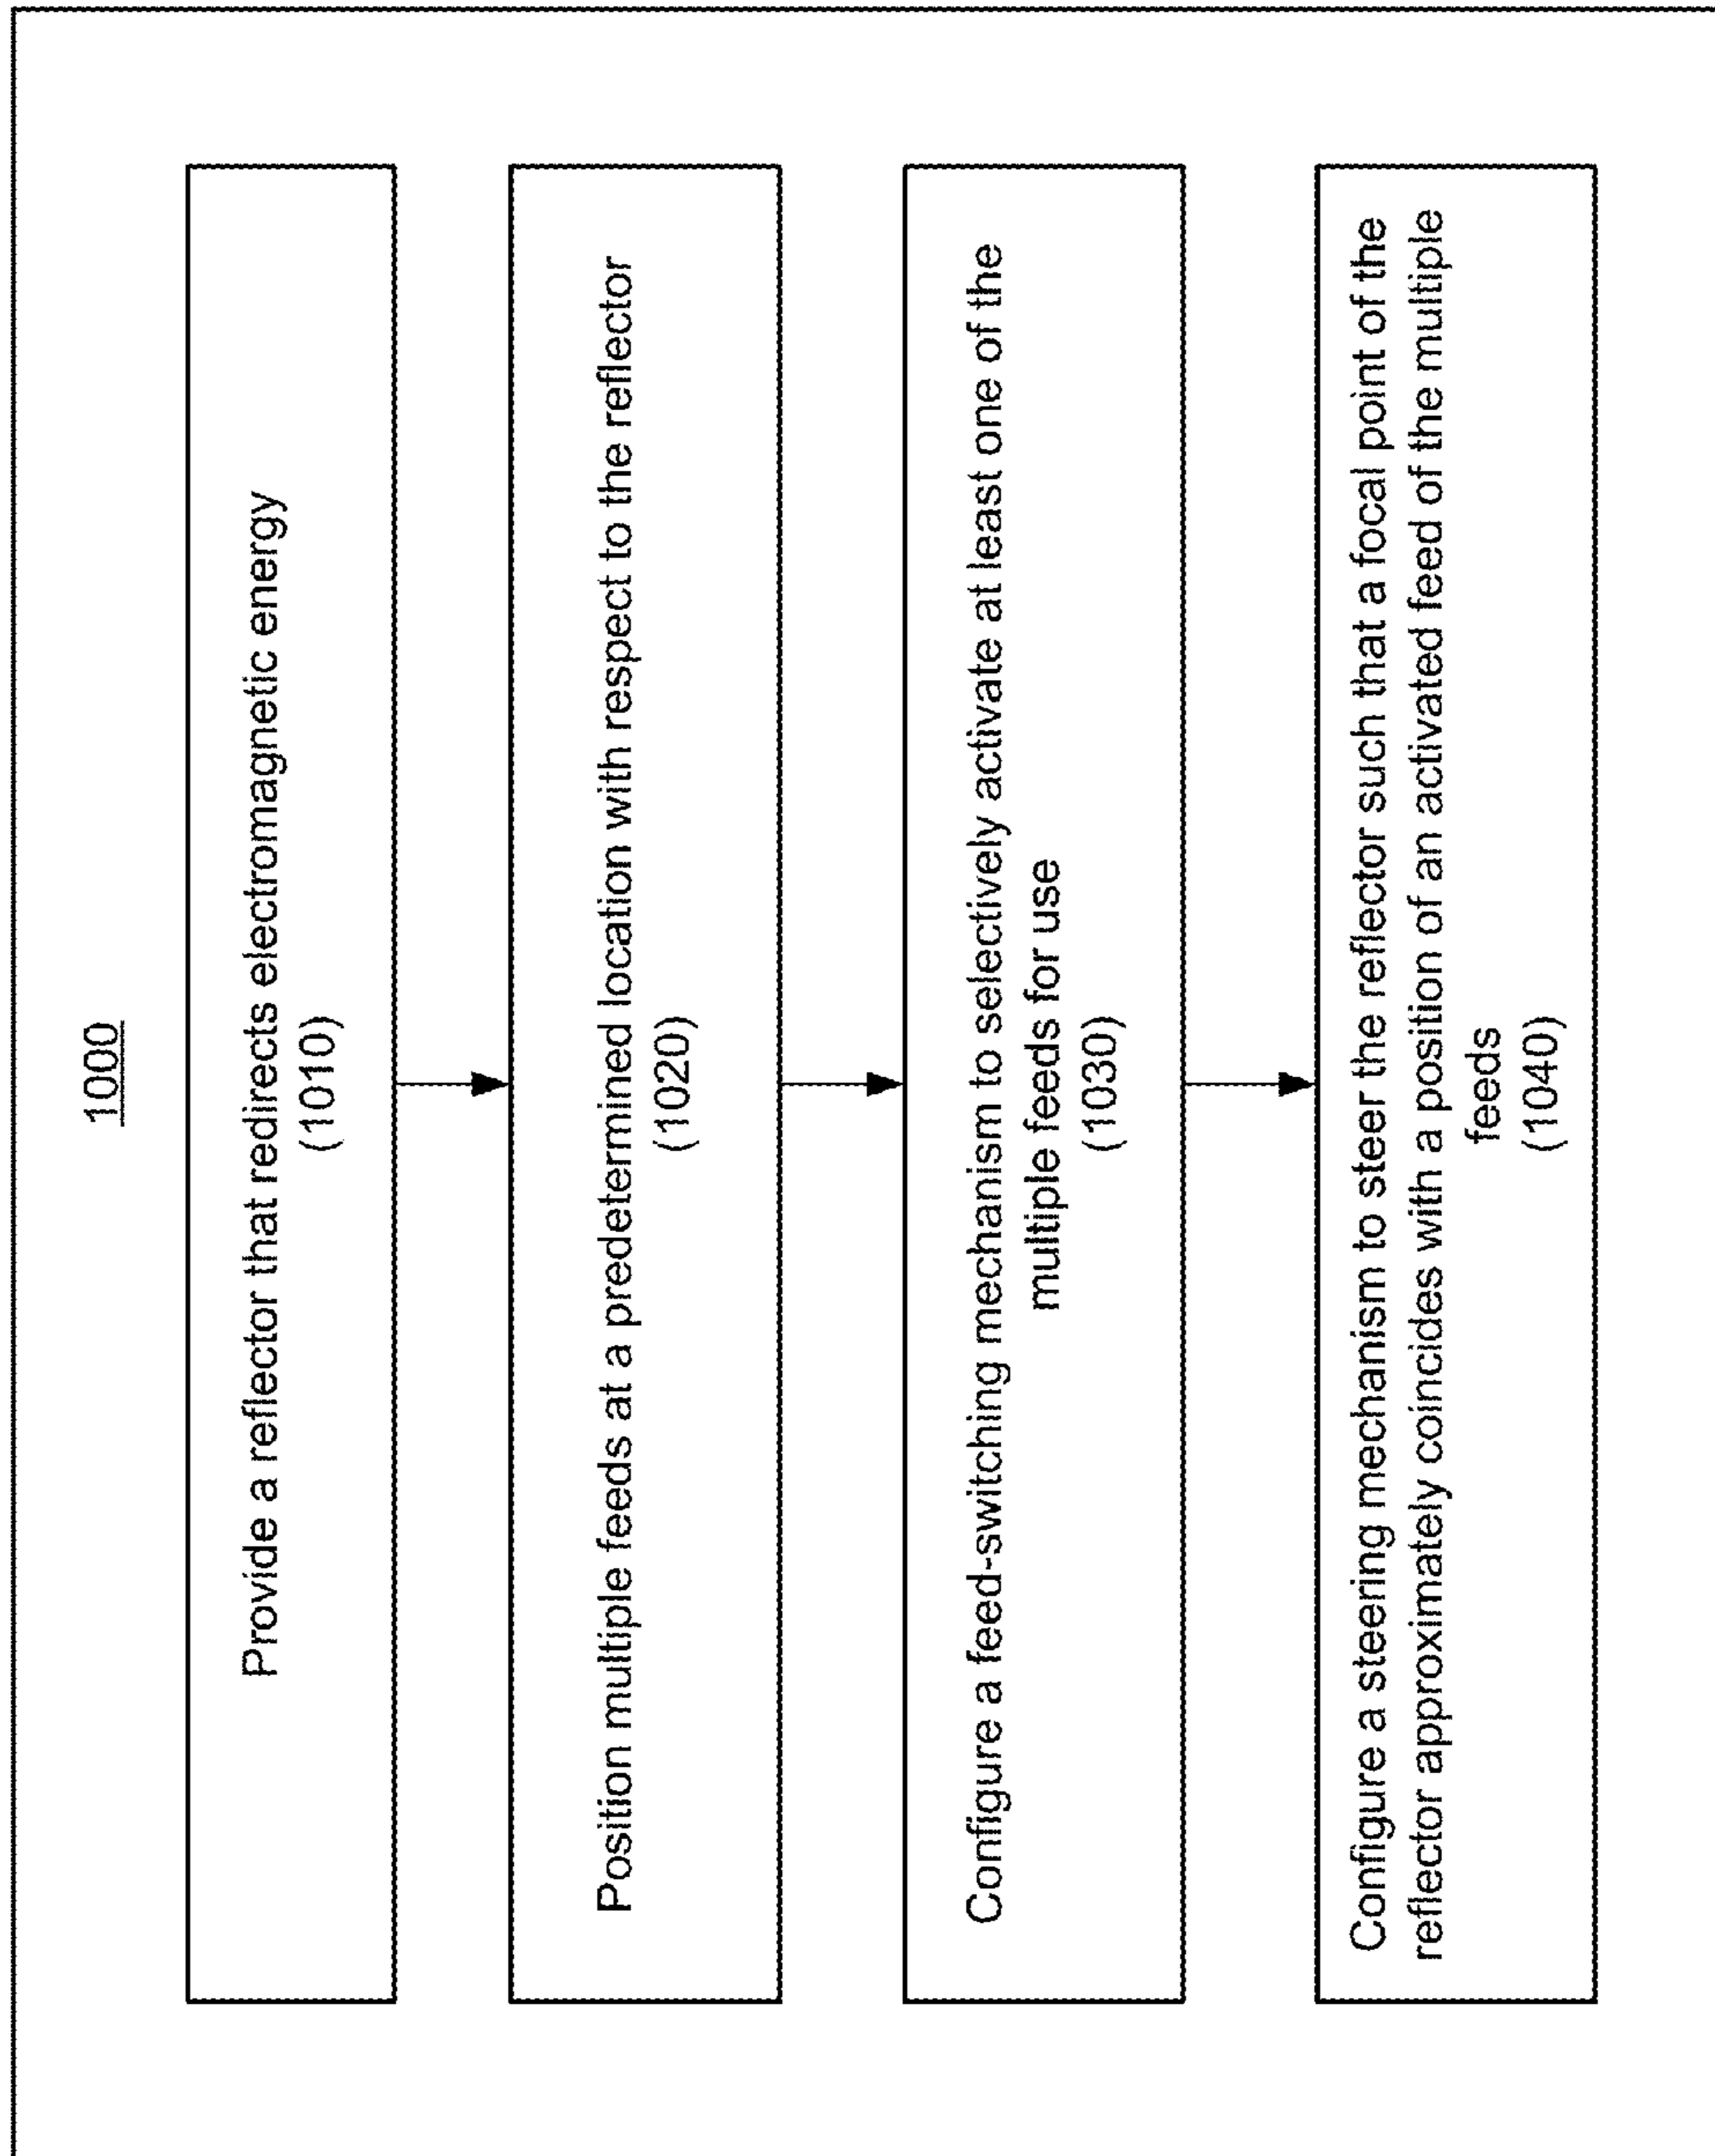 1000
Provide a reflector that redirects electromagnetic energy
(1010)
Position multiple feeds at a predetermined location with respect to the reflector
(1020)
Configure a feed-switching mechanism to selectively activate at least one of the
multiple feeds for use
(1030)
Configure a steering mechanism to steer the reflector such that a focal point of the
reflector approximately coincides with a position of an activated feed of the multiple
feeds
(1040)